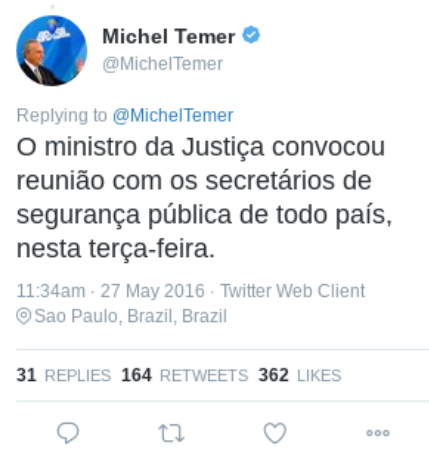 Michel Temer
@MichelTemer
Replying to @MichelTemer
O ministro da Justiça convocou
reunião com os secretários de
segurança pública de todo país,
nesta terça-feira.
11:34am · 27 May 2016 · Twitter Web Client
Sao Paulo, Brazil, Brazil
31 REPLIES 164 RETWEETS 362 LIKES